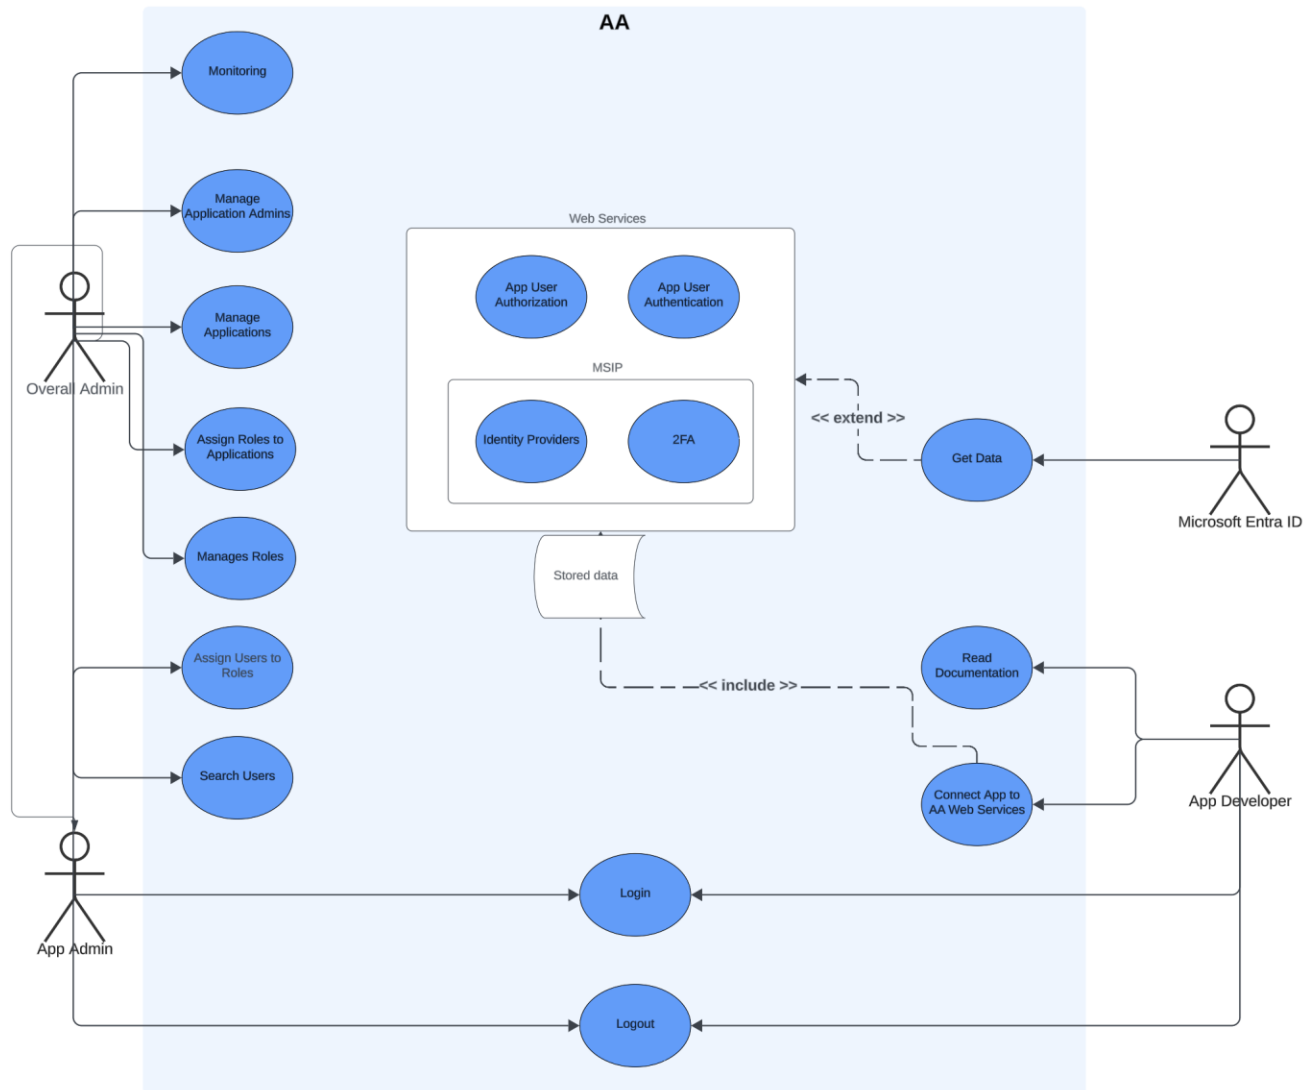 AA
Monitoring
Manage
Application Admins
Web Services
App User
Authorization
App User
Authentication
Manage
Applications
MSIP
Overall Admin
<< extend >>
Assign Roles to
Applications
Identity Providers
2FA
Get Data
Microsoft Entra ID
Manages Roles
Stored data
Assign Users to
Roles
Read
Documentation
<< include >>
Search Users
Connect App to
AA Web Services
App Developer
Login
App Admin
Logout